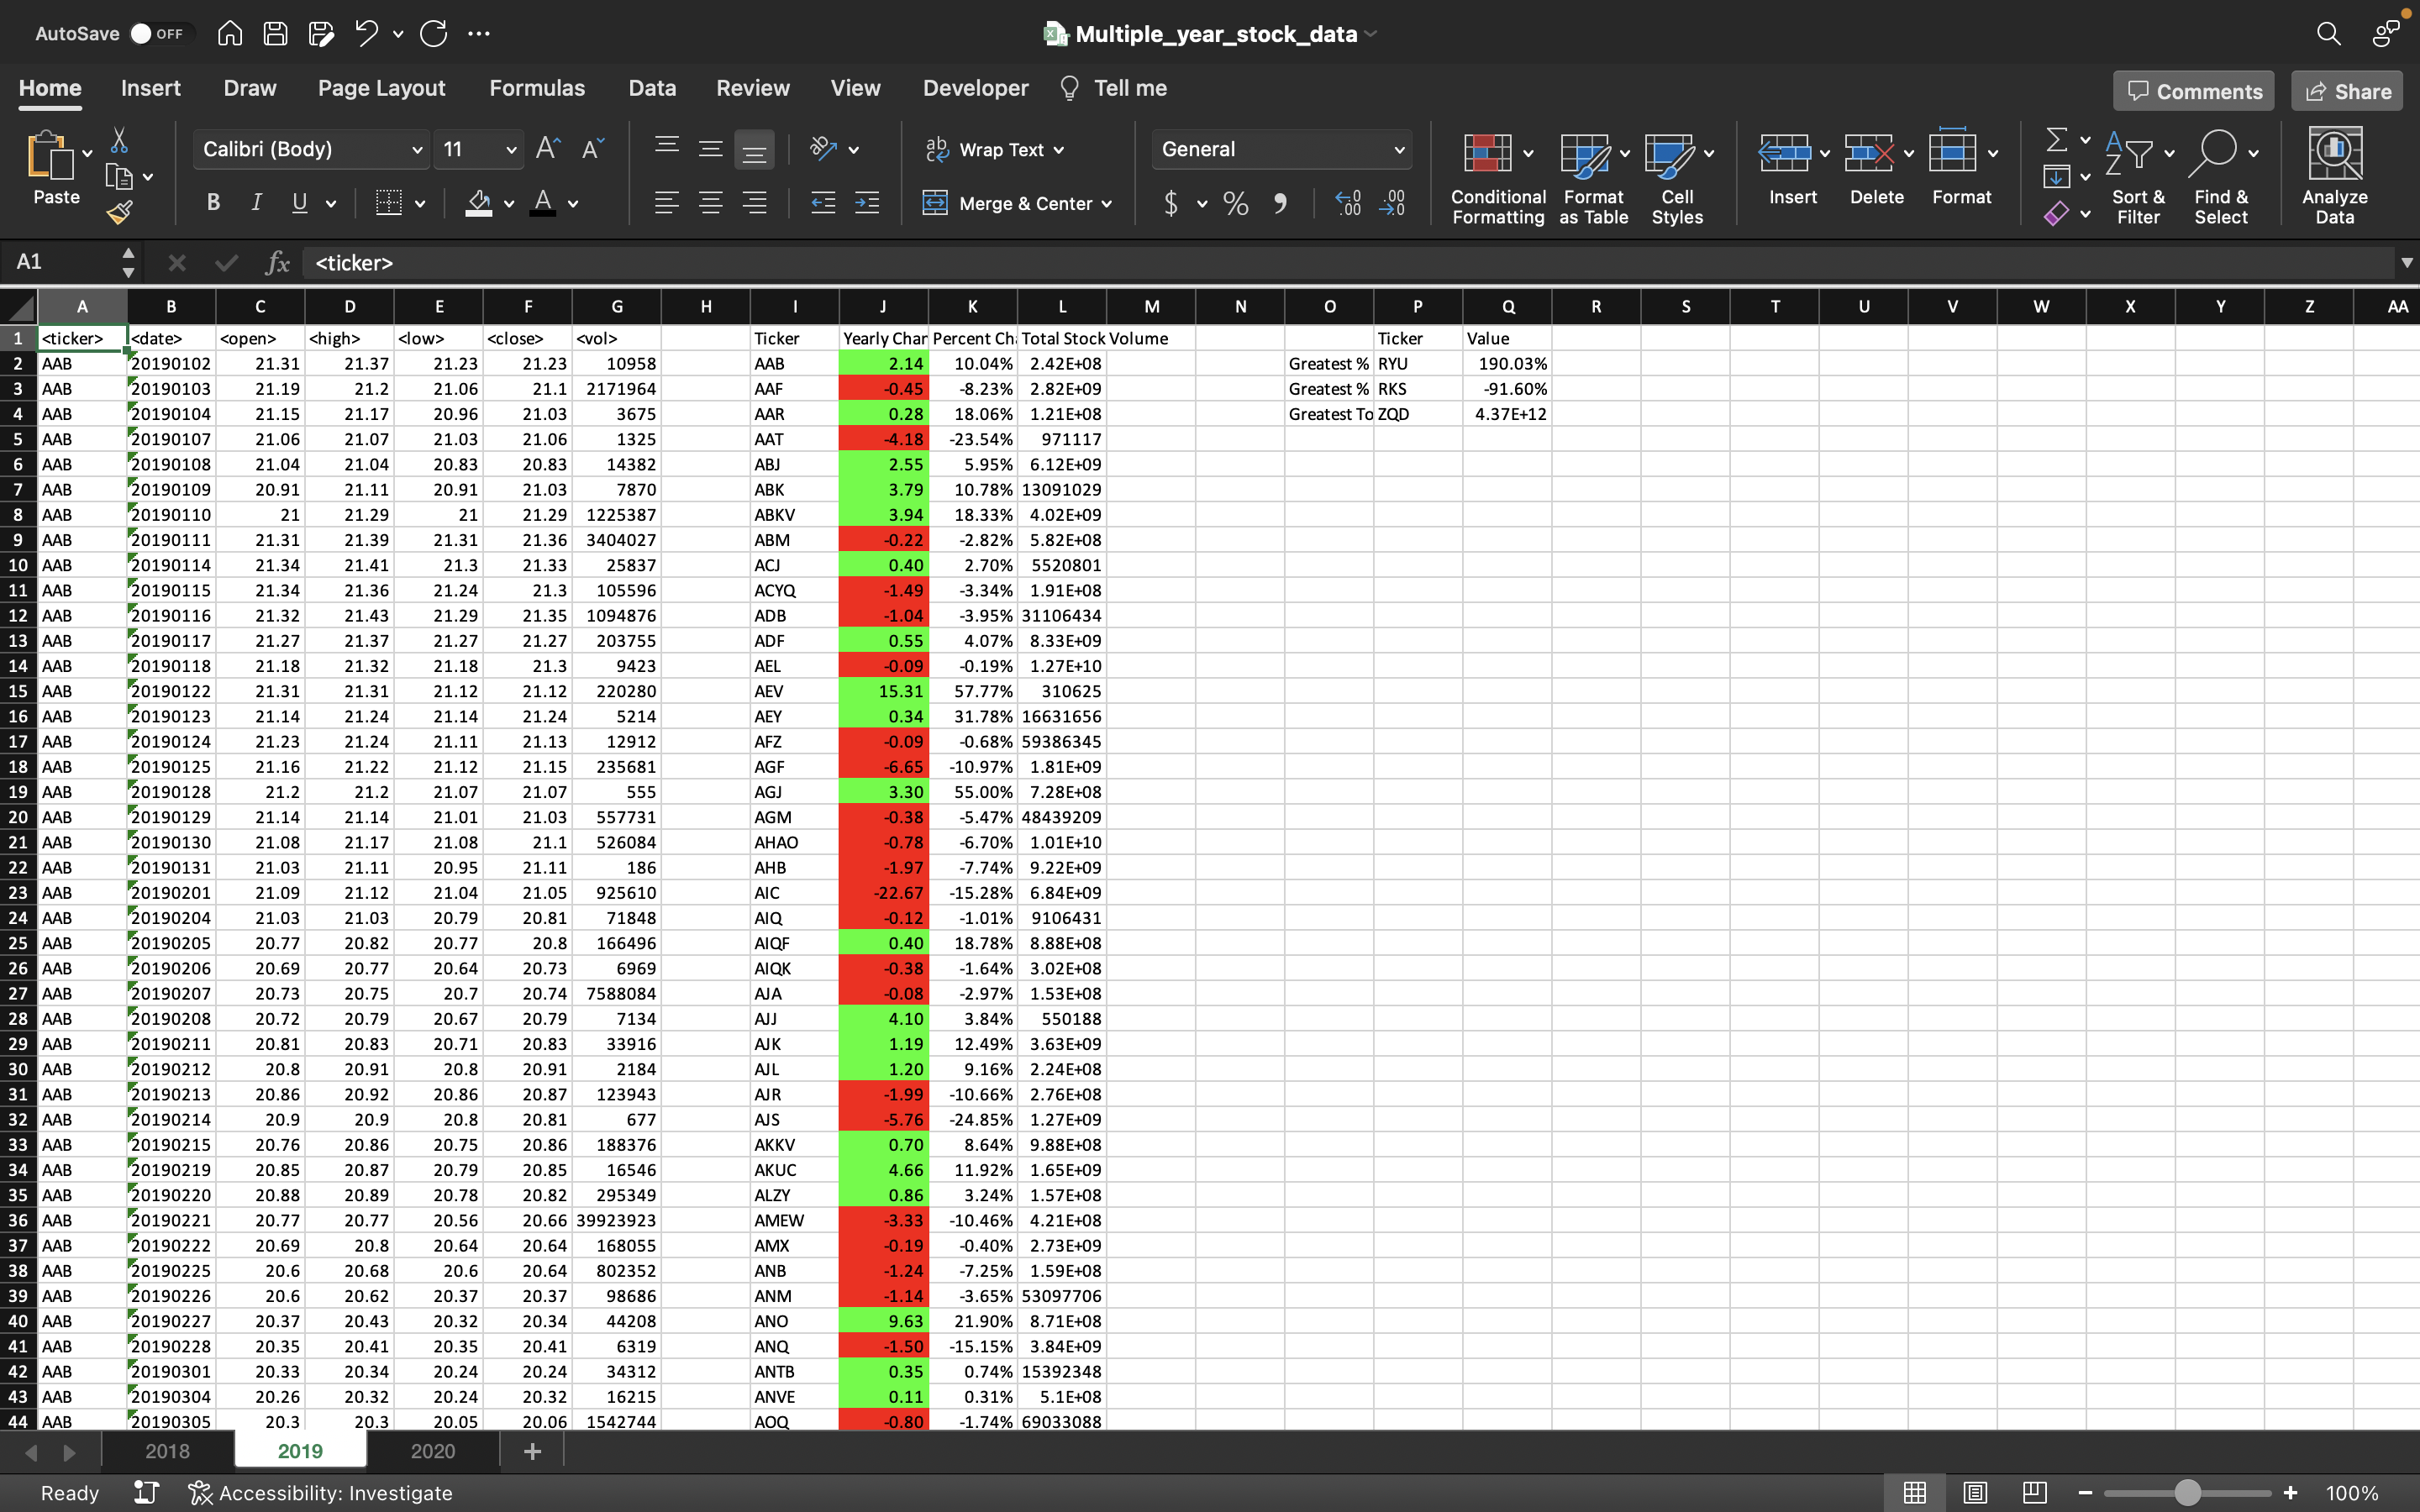 AutoSave OFF Multiple_year_stock_data
Home Insert Draw Page Layout Formulas Data Review View Developer Tell me Comments Share
Paste Calibri (Body) 11 Wrap Text General
B I U A Merge & Center $ % Conditional Formatting Format as Table Cell Styles Insert Delete Format Sort & Filter Find & Select Analyze Data
A1 fx <ticker>
A B C D E F G H I J K L M N O P Q R S T U V W X Y Z AA
1 <ticker> <date> <open> <high> <low> <close> <vol> Ticker Yearly Char Percent Ch Total Stock Volume Ticker Value
2 AAB 20190102 21.31 21.37 21.23 21.23 10958 AAB 2.14 10.04% 2.42E+08 Greatest % RYU 190.03%
3 AAB 20190103 21.19 21.2 21.06 21.1 2171964 AAF -0.45 -8.23% 2.82E+09 Greatest % RKS -91.60%
4 AAB 20190104 21.15 21.17 20.96 21.03 3675 AAR 0.28 18.06% 1.21E+08 Greatest To ZQD 4.37E+12
5 AAB 20190107 21.06 21.07 21.03 21.06 1325 AAT -4.18 -23.54% 971117
6 AAB 20190108 21.04 21.04 20.83 20.83 14382 ABJ 2.55 5.95% 6.12E+09
7 AAB 20190109 20.91 21.11 20.91 21.03 7870 ABK 3.79 10.78% 13091029
8 AAB 20190110 21 21.29 21 21.29 1225387 ABKV 3.94 18.33% 4.02E+09
9 AAB 20190111 21.31 21.39 21.31 21.36 3404027 ABM -0.22 -2.82% 5.82E+08
10 AAB 20190114 21.34 21.41 21.3 21.33 25837 ACJ 0.40 2.70% 5520801
11 AAB 20190115 21.34 21.36 21.24 21.3 105596 ACYQ -1.49 -3.34% 1.91E+08
12 AAB 20190116 21.32 21.43 21.29 21.35 1094876 ADB -1.04 -3.95% 31106434
13 AAB 20190117 21.27 21.37 21.27 21.27 203755 ADF 0.55 4.07% 8.33E+09
14 AAB 20190118 21.18 21.32 21.18 21.3 9423 AEL -0.09 -0.19% 1.27E+10
15 AAB 20190122 21.31 21.31 21.12 21.12 220280 AEV 15.31 57.77% 310625
16 AAB 20190123 21.14 21.24 21.14 21.24 5214 AEY 0.34 31.78% 16631656
17 AAB 20190124 21.23 21.24 21.11 21.13 12912 AFZ -0.09 -0.68% 59386345
18 AAB 20190125 21.16 21.22 21.12 21.15 235681 AGF -6.65 -10.97% 1.81E+09
19 AAB 20190128 21.2 21.2 21.07 21.07 555 AGJ 3.30 55.00% 7.28E+08
20 AAB 20190129 21.14 21.14 21.01 21.03 557731 AGM -0.38 -5.47% 48439209
21 AAB 20190130 21.08 21.17 21.08 21.1 526084 AHAO -0.78 -6.70% 1.01E+10
22 AAB 20190131 21.03 21.11 20.95 21.11 186 AHB -1.97 -7.74% 9.22E+09
23 AAB 20190201 21.09 21.12 21.04 21.05 925610 AIC -22.67 -15.28% 6.84E+09
24 AAB 20190204 21.03 21.03 20.79 20.81 71848 AIQ -0.12 -1.01% 9106431
25 AAB 20190205 20.77 20.82 20.77 20.8 166496 AIQF 0.40 18.78% 8.88E+08
26 AAB 20190206 20.69 20.77 20.64 20.73 6969 AIQK -0.38 -1.64% 3.02E+08
27 AAB 20190207 20.73 20.75 20.7 20.74 7588084 AJA -0.08 -2.97% 1.53E+08
28 AAB 20190208 20.72 20.79 20.67 20.79 7134 AJJ 4.10 3.84% 550188
29 AAB 20190211 20.81 20.83 20.71 20.83 33916 AJK 1.19 12.49% 3.63E+09
30 AAB 20190212 20.8 20.91 20.8 20.91 2184 AJL 1.20 9.16% 2.24E+08
31 AAB 20190213 20.86 20.92 20.86 20.87 123943 AJR -1.99 -10.66% 2.76E+08
32 AAB 20190214 20.9 20.9 20.8 20.81 677 AJS -5.76 -24.85% 1.27E+09
33 AAB 20190215 20.76 20.86 20.75 20.86 188376 AKKV 0.70 8.64% 9.88E+08
34 AAB 20190219 20.85 20.87 20.79 20.85 16546 AKUC 4.66 11.92% 1.65E+09
35 AAB 20190220 20.88 20.89 20.78 20.82 295349 ALZY 0.86 3.24% 1.57E+08
36 AAB 20190221 20.77 20.77 20.56 20.66 39923923 AMEW -3.33 -10.46% 4.21E+08
37 AAB 20190222 20.69 20.8 20.64 20.64 168055 AMX -0.19 -0.40% 2.73E+09
38 AAB 20190225 20.6 20.68 20.6 20.64 802352 ANB -1.24 -7.25% 1.59E+08
39 AAB 20190226 20.6 20.62 20.37 20.37 98686 ANM -1.14 -3.65% 53097706
40 AAB 20190227 20.37 20.43 20.32 20.34 44208 ANO 9.63 21.90% 8.71E+08
41 AAB 20190228 20.35 20.41 20.35 20.41 6319 ANQ -1.50 -15.15% 3.84E+09
42 AAB 20190301 20.33 20.34 20.24 20.24 34312 ANTB 0.35 0.74% 15392348
43 AAB 20190304 20.26 20.32 20.24 20.32 16215 ANVE 0.11 0.31% 5.1E+08
44 AAB 20190305 20.3 20.3 20.05 20.06 1542744 AOQ -0.80 -1.74% 69033088
2018 2019 2020 +
Ready Accessibility: Investigate 100%